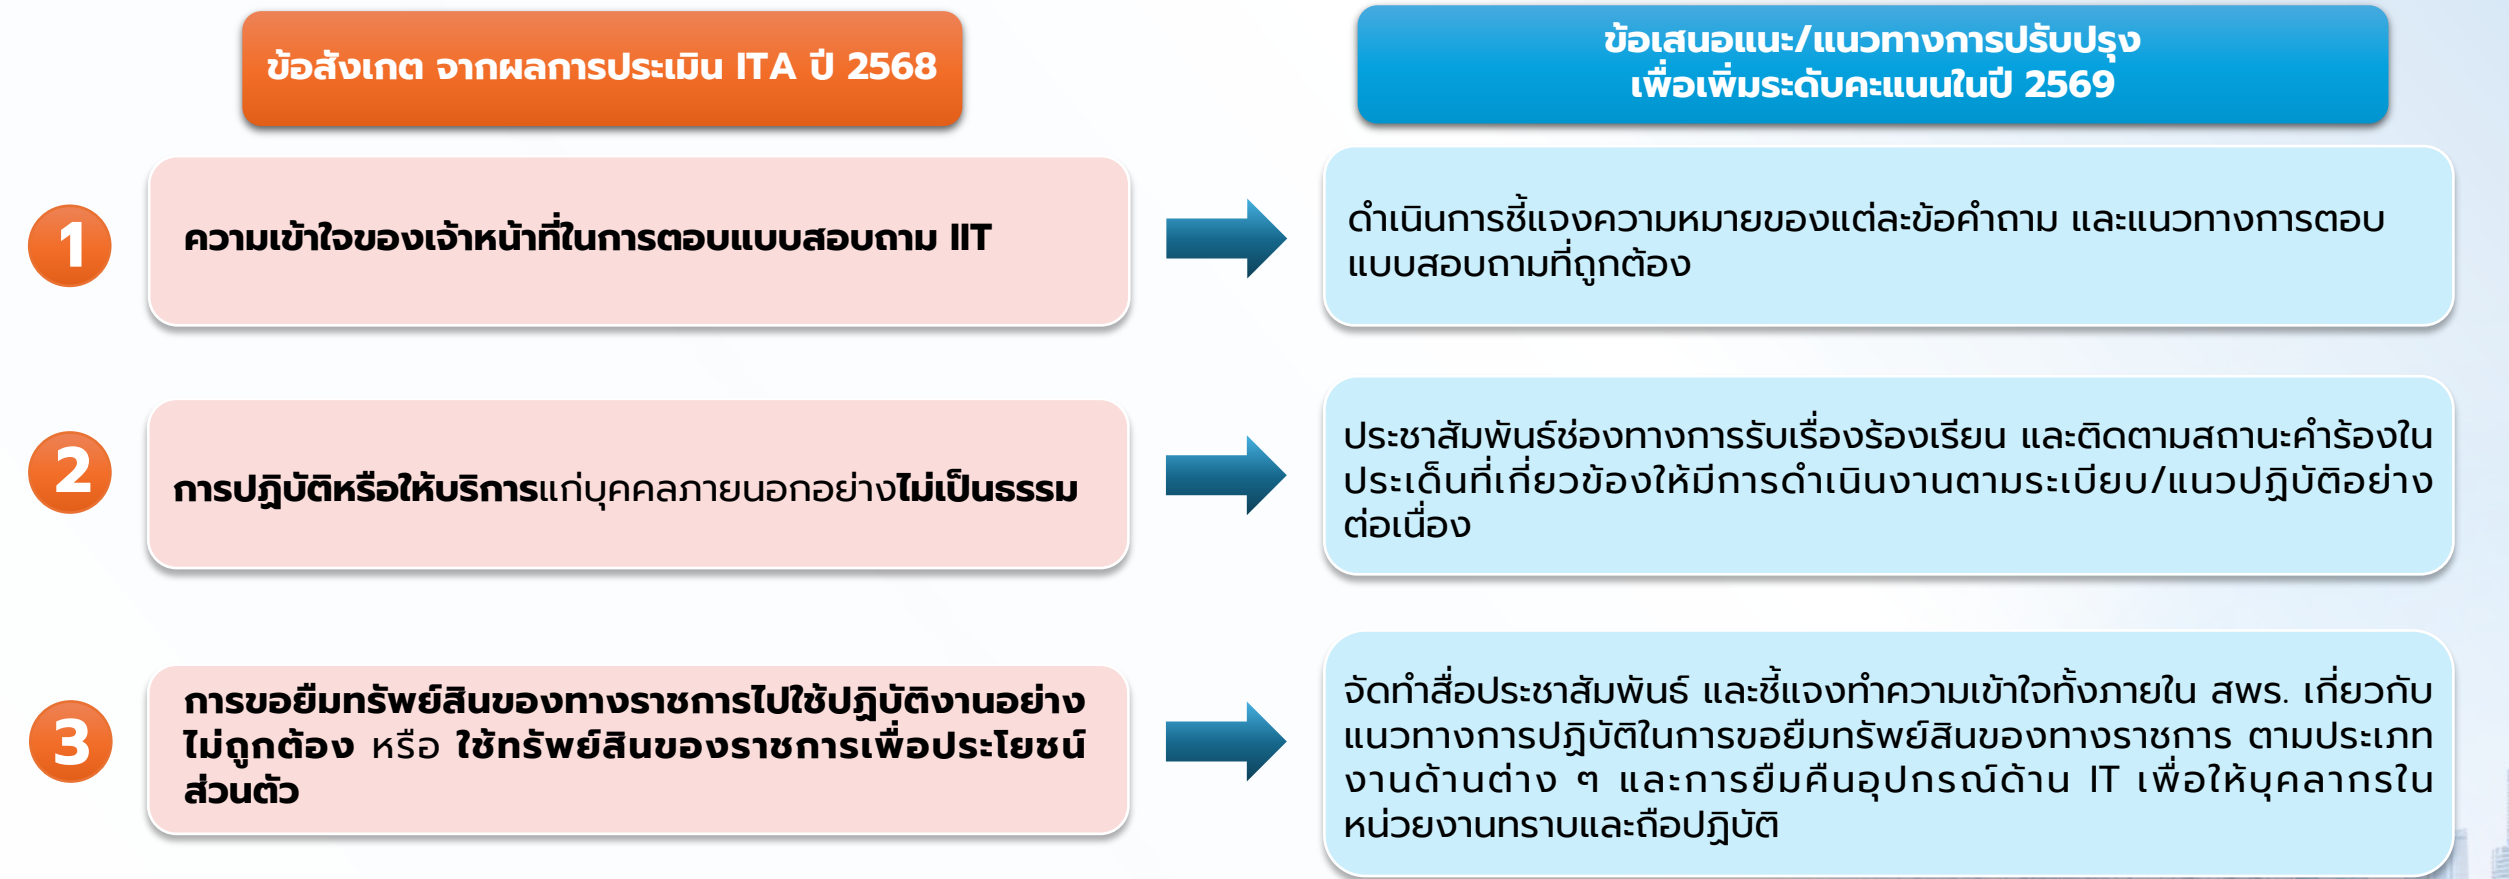 ข้อสังเกต จากผลการประเมิน ITA ปี 2568
ข้อเสนอแนะ/แนวทางการปรับปรุง
เพื่อเพิ่มระดับคะแนนในปี 2569
1
ความเข้าใจของเจ้าหน้าที่ในการตอบแบบสอบถาม IIT
ดำเนินการชี้แจงความหมายของแต่ละข้อคำถาม และแนวทางการตอบ
แบบสอบถามที่ถูกต้อง
2
การปฏิบัติหรือให้บริการแก่บุคคลภายนอกอย่างไม่เป็นธรรม
ประชาสัมพันธ์ช่องทางการรับเรื่องร้องเรียน และติดตามสถานะคำร้องใน
ประเด็นที่เกี่ยวข้องให้มีการดำเนินงานตามระเบียบ/แนวปฏิบัติอย่าง
ต่อเนื่อง
3
การขอยืมทรัพย์สินของทางราชการไปใช้ปฏิบัติงานอย่าง
ไม่ถูกต้อง หรือ ใช้ทรัพย์สินของราชการเพื่อประโยชน์
ส่วนตัว
จัดทำสื่อประชาสัมพันธ์ และชี้แจงทำความเข้าใจทั้งภายใน สพร. เกี่ยวกับ
แนวทางการปฏิบัติในการขอยืมทรัพย์สินของทางราชการ ตามประเภท
งานด้านต่าง ๆ และการยืมคืนอุปกรณ์ด้าน IT เพื่อให้บุคลากรใน
หน่วยงานทราบและถือปฏิบัติ